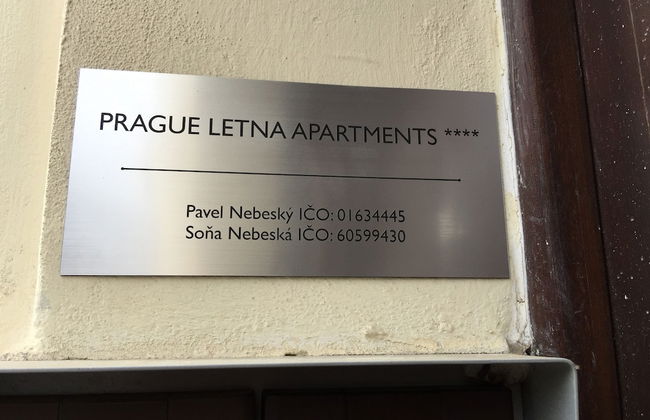 PRAGUE LETNA APARTMENTS ****
Pavel Nebeský IČO: 01634445
Soňa Nebeská IČO: 60599430